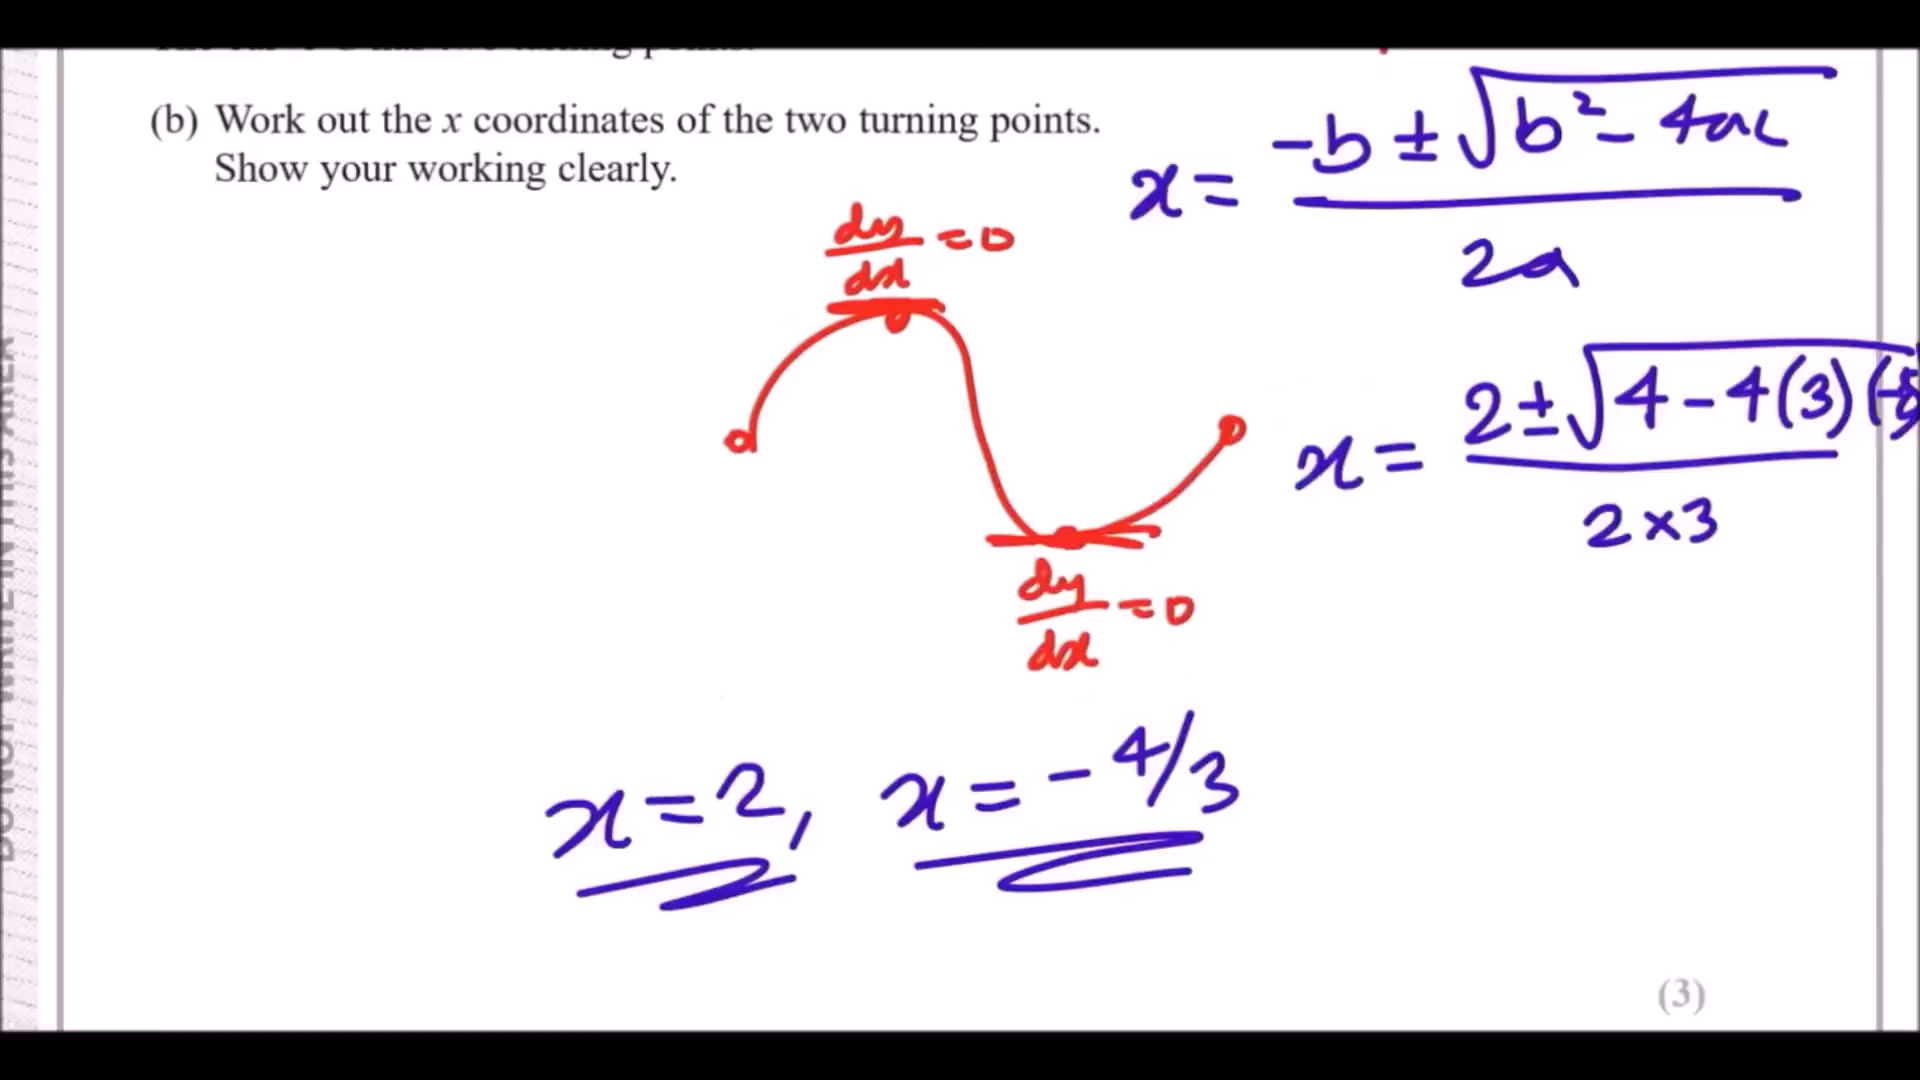 (b) Work out the x coordinates of the two turning points.
Show your working clearly.
x = -b ± √b² - 4ac
2a
dy/dx = 0
x = 2 ± √4 - 4(3)(
2 × 3
dy/dx = 0
x = 2, x = - 4/3
(3)